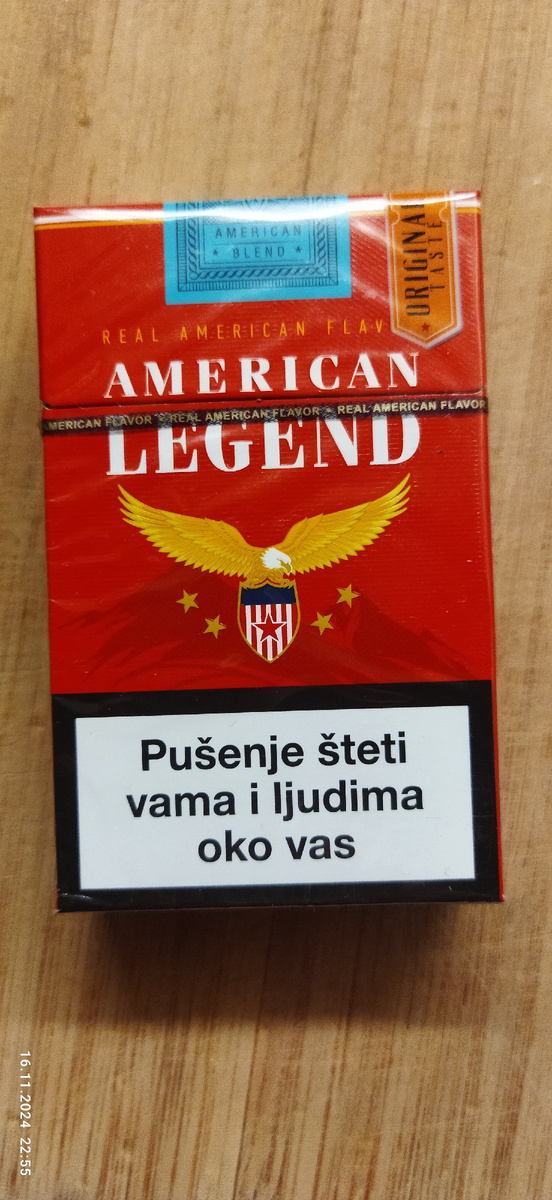 AMERICAN
BLEND
ORIGINAL
TASTE
REAL AMERICAN FLAV
AMERICAN
MERICAN FLAVOR REAL AMERICAN FLAVOR REAL AMERICAN FLAVOR
LEGEND
Pušenje šteti
vama i ljudima
oko vas
16.11.2024 22:55